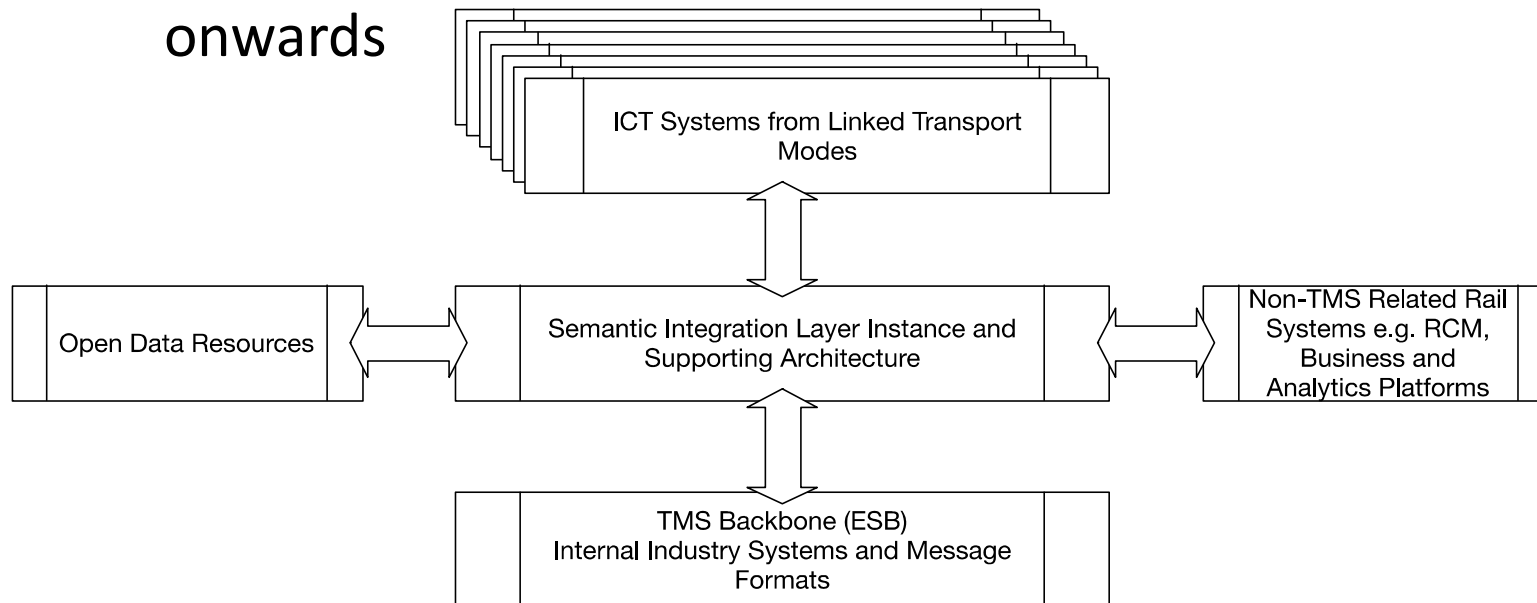 onwards
ICT Systems from Linked Transport
Modes
Open Data Resources
Semantic Integration Layer Instance and
Supporting Architecture
Non-TMS Related Rail
Systems e.g. RCM,
Business and
Analytics Platforms
TMS Backbone (ESB)
Internal Industry Systems and Message
Formats